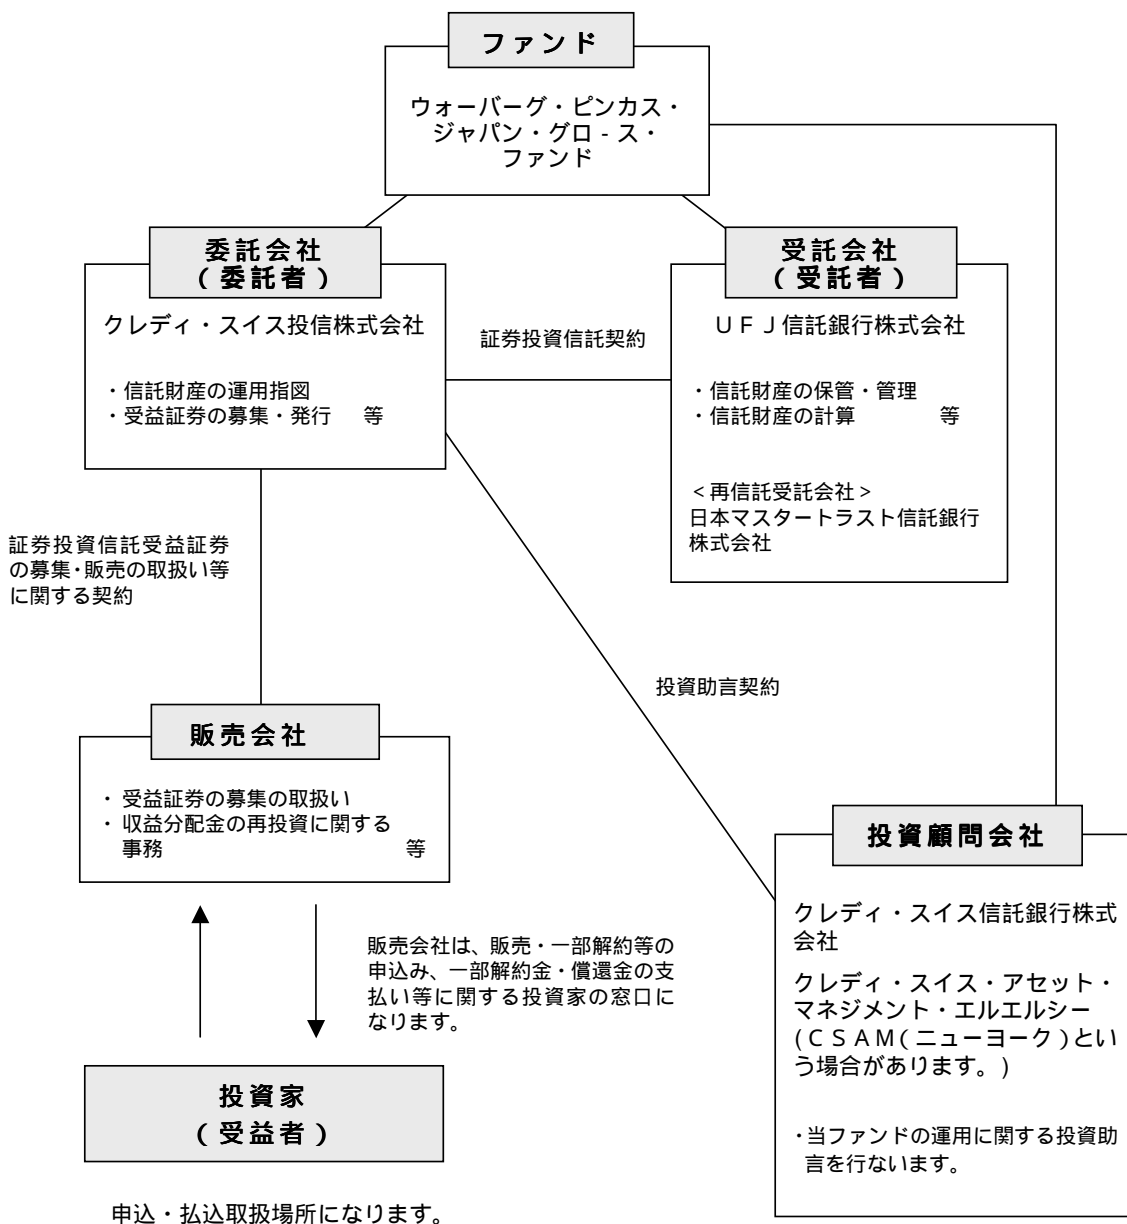 ファンド
ウォーバーグ・ピンカス・
ジャパン・グロ－ス・
ファンド
委託会社
（委託者）
クレディ・スイス投信株式会社
・信託財産の運用指図
・受益証券の募集・発行　等
証券投資信託契約
受託会社
（受託者）
ＵＦＪ信託銀行株式会社
・信託財産の保管・管理
・信託財産の計算　　　等
＜再信託受託会社＞
日本マスタートラスト信託銀行
株式会社
証券投資信託受益証券
の募集・販売の取扱い等
に関する契約
投資助言契約
販売会社
・ 受益証券の募集の取扱い
・ 収益分配金の再投資に関する
事務　　　　　　　　等
販売会社は、販売・一部解約等の
申込み、一部解約金・償還金の支
払い等に関する投資家の窓口に
なります。
投資家
（受益者）
申込・払込取扱場所になります。
投資顧問会社
クレディ・スイス信託銀行株式
会社
クレディ・スイス・アセット・
マネジメント・エルエルシー
(ＣＳＡＭ(ニューヨーク)とい
う場合があります。)
・当ファンドの運用に関する投資助
言を行ないます。